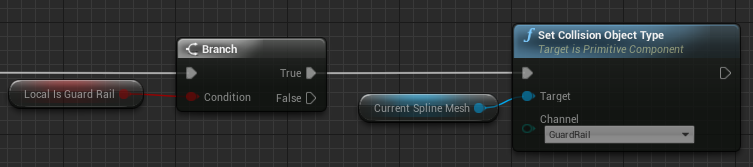 Branch
True
Local Is Guard Rail
Condition
False
Set Collision Object Type
Target is Primitive Component
Current Spline Mesh
Target
Channel
GuardRail